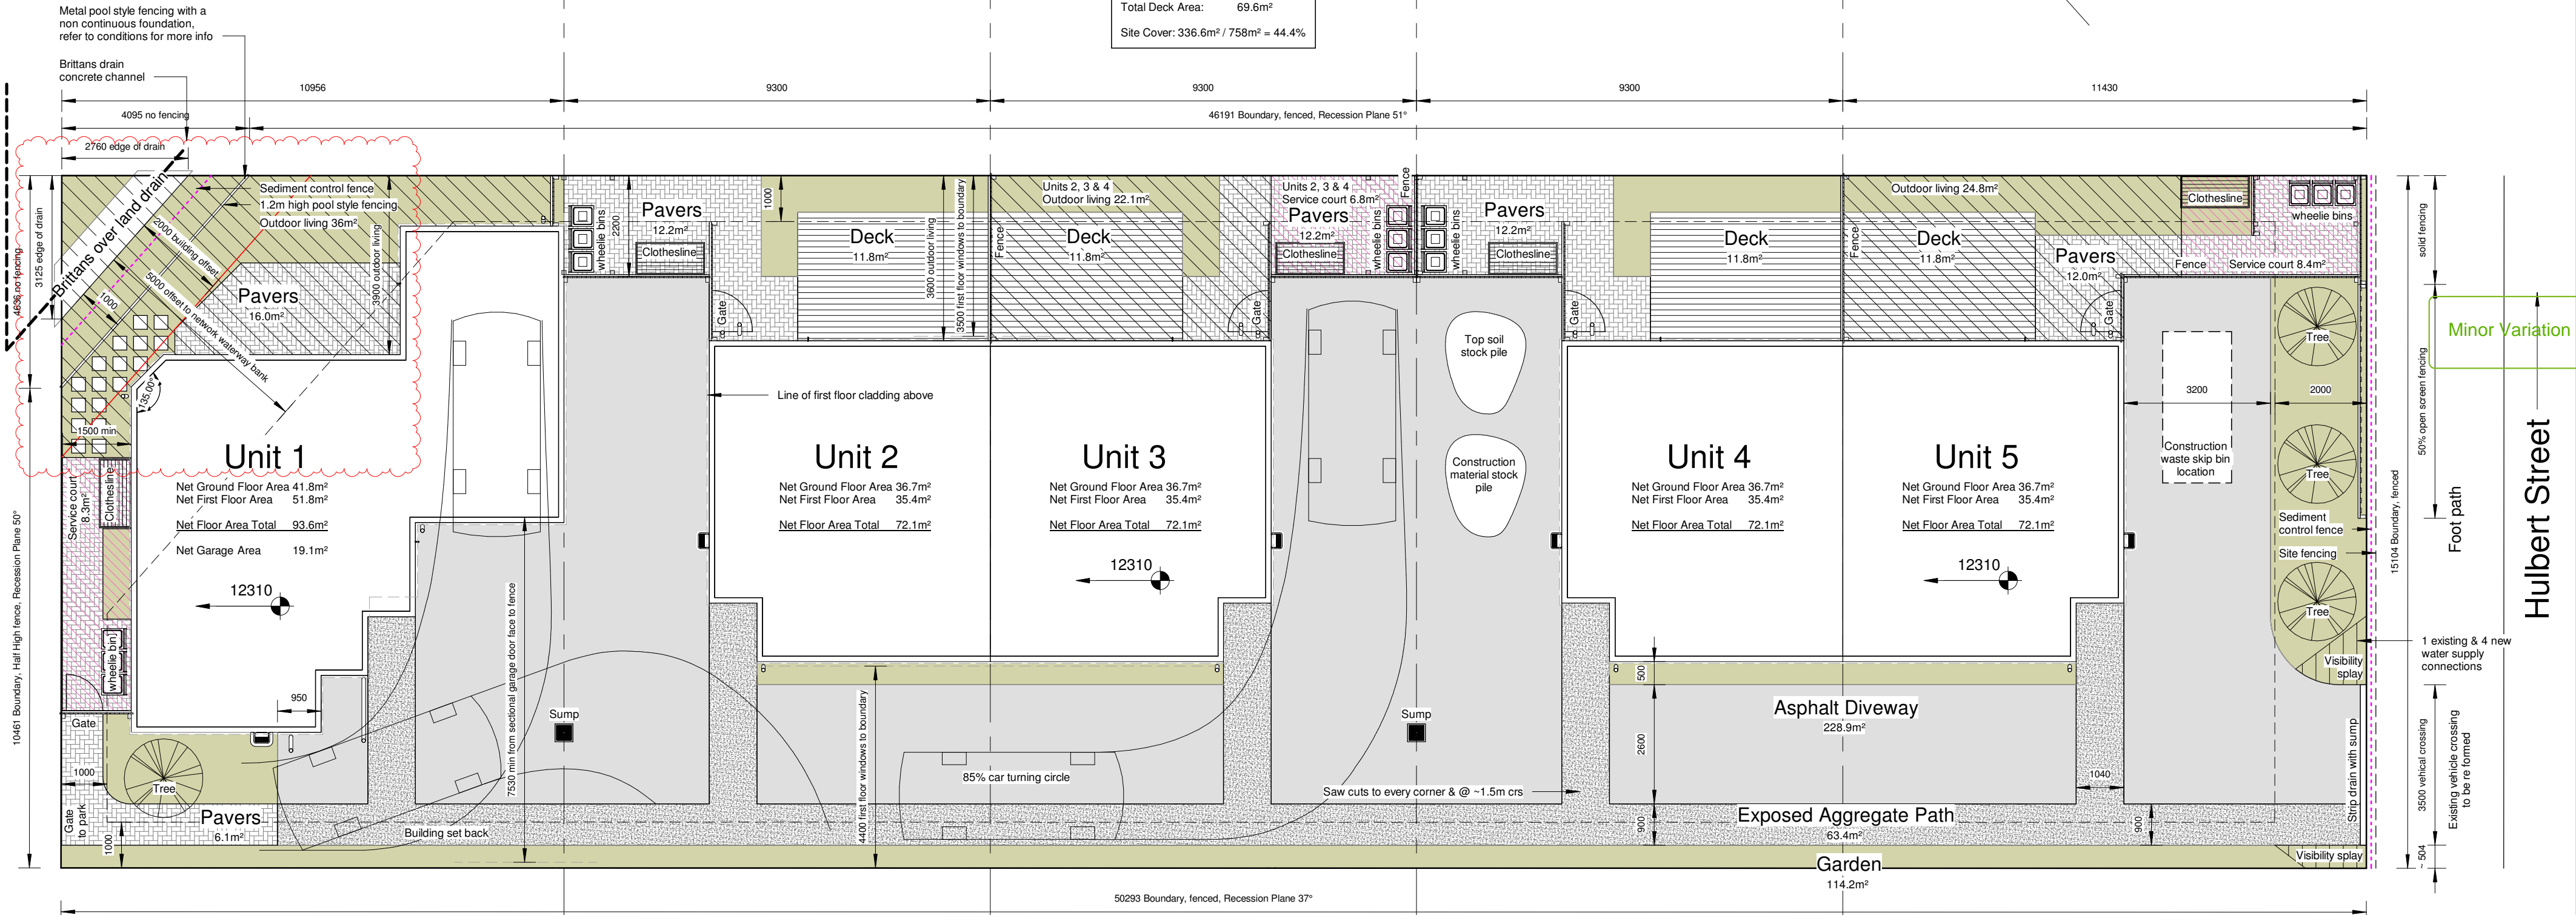 Metal pool style fencing with a
non continuous foundation,
refer to conditions for more info
Brittans drain
concrete channel
Total Deck Area: 69.6m²
Site Cover: 336.6m² / 758m² = 44.4%
10956
9300
9300
9300
11430
4095 no fencing
46191 Boundary, fenced, Recession Plane 51°
2760 edge of drain
Brittans over land drain
Sediment control fence
1.2m high pool style fencing
Outdoor living 36m²
2000 building offset
5000 offset to network waterway bank
1000
3900 outdoor living
Pavers
16.0m²
3125 edge of drain
4636 no fencing
135.00°
1500 min
wheelie bins
2200
Pavers
12.2m²
Clothesline
Gate
1000
Deck
11.8m²
3600 outdoor living
3500 first floor windows to boundary
Fence
Units 2, 3 & 4
Outdoor living 22.1m²
Deck
11.8m²
Gate
Units 2, 3 & 4
Service court 6.8m²
Pavers
12.2m²
Clothesline
wheelie bins
Fence
wheelie bins
Pavers
12.2m²
Clothesline
Gate
Deck
11.8m²
Fence
Outdoor living 24.8m²
Deck
11.8m²
Pavers
12.0m²
Gate
Clothesline
wheelie bins
Fence
Service court 8.4m²
solid fencing
Minor Variation
Top soil
stock pile
Construction
material stock
pile
Line of first floor cladding above
Unit 1
Net Ground Floor Area 41.8m²
Net First Floor Area 51.8m²
Net Floor Area Total 93.6m²
Net Garage Area 19.1m²
12310
Unit 2
Net Ground Floor Area 36.7m²
Net First Floor Area 35.4m²
Net Floor Area Total 72.1m²
Unit 3
Net Ground Floor Area 36.7m²
Net First Floor Area 35.4m²
Net Floor Area Total 72.1m²
12310
Unit 4
Net Ground Floor Area 36.7m²
Net First Floor Area 35.4m²
Net Floor Area Total 72.1m²
Unit 5
Net Ground Floor Area 36.7m²
Net First Floor Area 35.4m²
Net Floor Area Total 72.1m²
12310
3200
2000
Construction
waste skip bin
location
Tree
Tree
Tree
Sediment
control fence
Site fencing
50% open screen fencing
15104 Boundary, fenced
Foot path
Hulbert Street
1 existing & 4 new
water supply
connections
Visibility
splay
Service court
8.3m²
Clothesline
wheelie bin
10461 Boundary, Half High fence, Recession Plane 50°
Gate
950
1000
Tree
Gate
to park
Pavers
6.1m²
1000
Building set back
7530 min from sectional garage door face to fence
Sump
4400 first floor windows to boundary
85% car turning circle
Sump
Saw cuts to every corner & @ ~1.5m crs
500
2600
900
Asphalt Diveway
228.9m²
Exposed Aggregate Path
63.4m²
1040
900
Strip drain with sump
3500 vehical crossing
Existing vehicle crossing
to be re formed
~ 504
Visibility splay
Garden
114.2m²
50293 Boundary, fenced, Recession Plane 37°